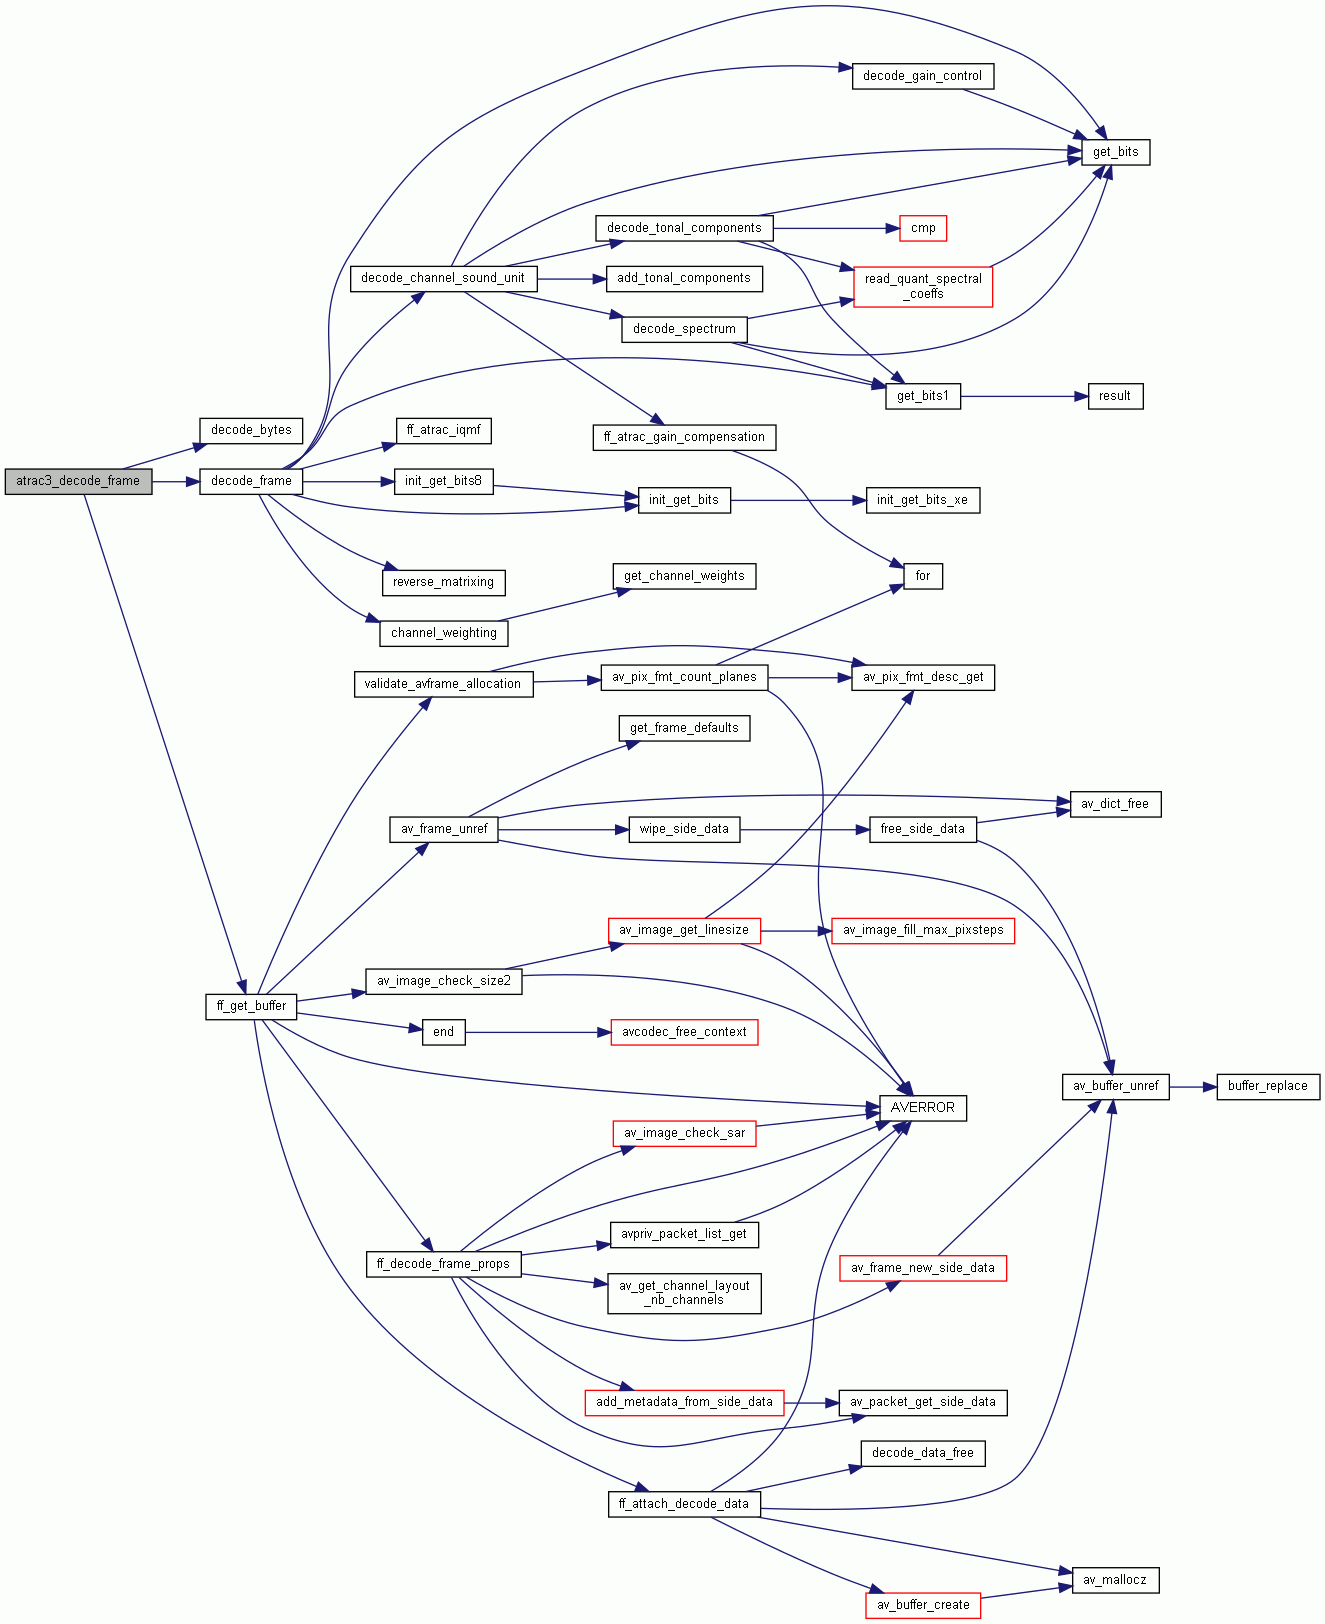 decode_gain_control
get_bits
decode_tonal_components
cmp
decode_channel_sound_unit
add_tonal_components
read_quant_spectral
_coeffs
decode_spectrum
get_bits1
result
decode_bytes
ff_atrac_iqmf
ff_atrac_gain_compensation
atrac3_decode_frame
decode_frame
init_get_bits8
init_get_bits
init_get_bits_xe
reverse_matrixing
get_channel_weights
for
channel_weighting
validate_avframe_allocation
av_pix_fmt_count_planes
av_pix_fmt_desc_get
get_frame_defaults
av_dict_free
av_frame_unref
wipe_side_data
free_side_data
av_image_get_linesize
av_image_fill_max_pixsteps
av_image_check_size2
ff_get_buffer
end
avcodec_free_context
av_buffer_unref
buffer_replace
AVERROR
av_image_check_sar
avpriv_packet_list_get
ff_decode_frame_props
av_frame_new_side_data
av_get_channel_layout
_nb_channels
add_metadata_from_side_data
av_packet_get_side_data
decode_data_free
ff_attach_decode_data
av_mallocz
av_buffer_create